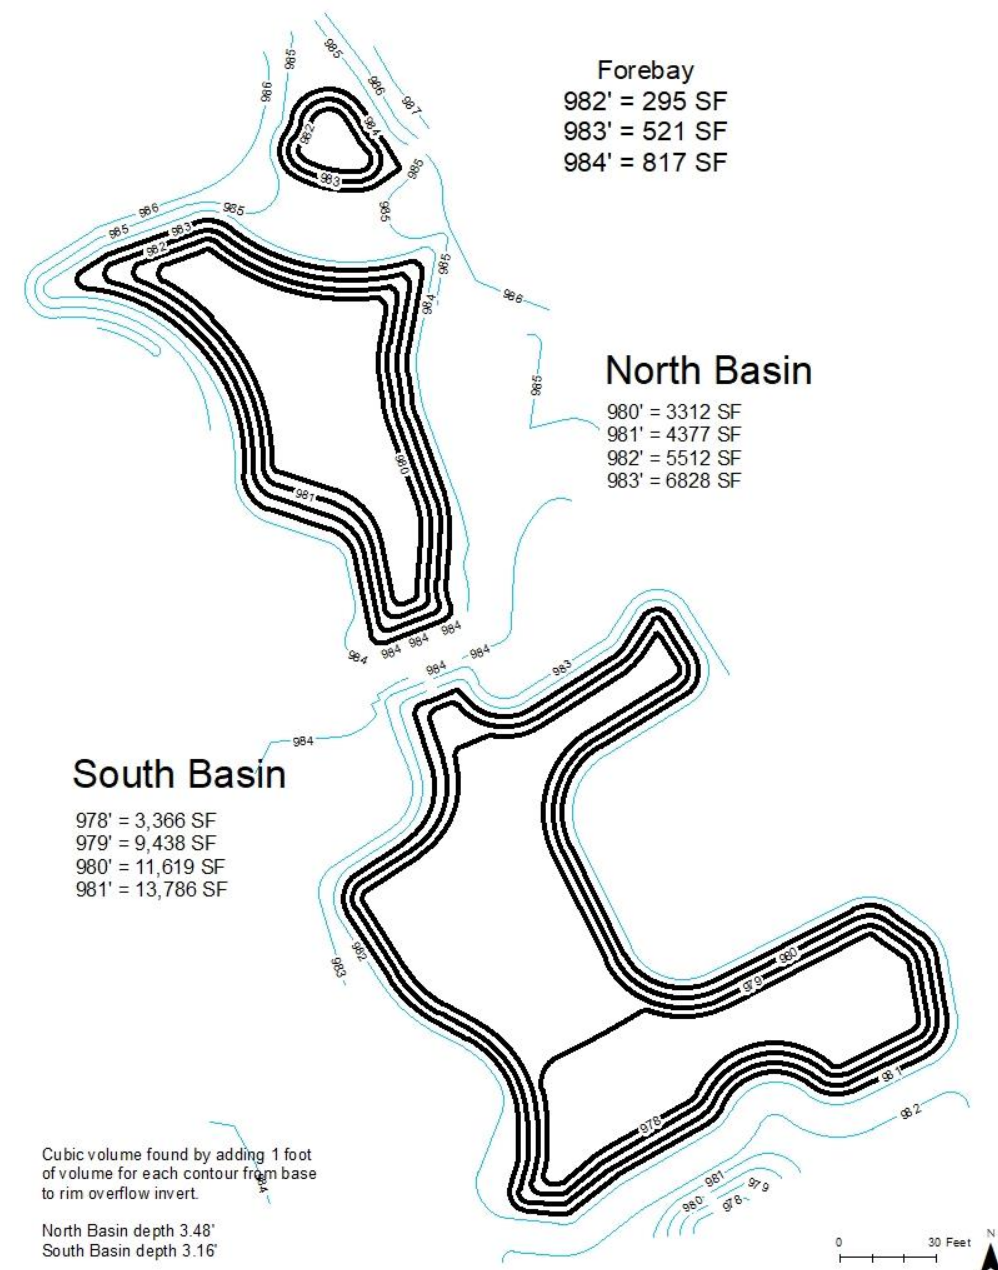 Forebay
982' = 295 SF
983' = 521 SF
984' = 817 SF
985
986
985
986
987
982
984
983
985
985
986
985
985
983
982
985
984
986
985
980
981
North Basin
980' = 3312 SF
981' = 4377 SF
982' = 5512 SF
983' = 6828 SF
984
984
984
984
984
984
983
984
South Basin
978' = 3,366 SF
979' = 9,438 SF
980' = 11,619 SF
981' = 13,786 SF
982
983
980
979
981
978
982
981
980
979
978
984
Cubic volume found by adding 1 foot
of volume for each contour from base
to rim overflow invert.
North Basin depth 3.48'
South Basin depth 3.16'
0 30 Feet
N